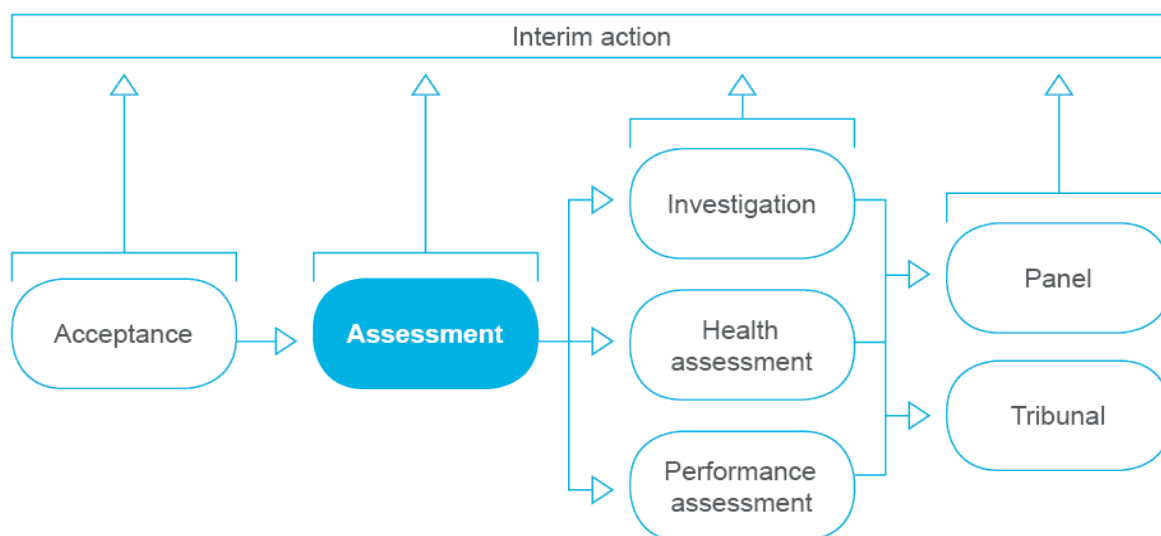 Interim action
Acceptance
Assessment
Investigation
Health
assessment
Performance
assessment
Panel
Tribunal